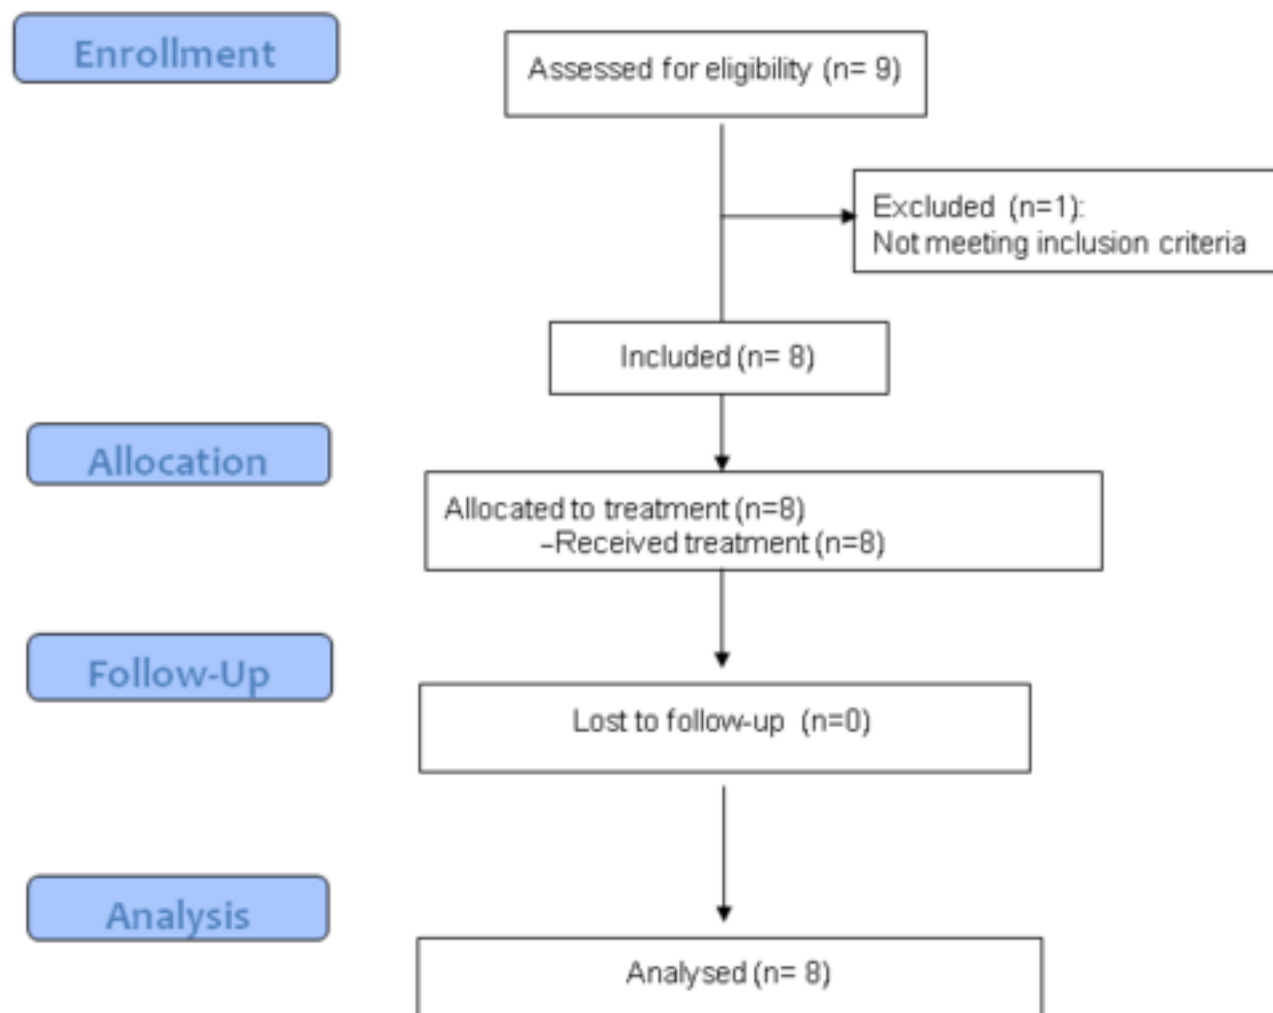 Enrollment
Assessed for eligibility (n= 9)
Excluded (n=1):
Not meeting inclusion criteria
Included (n= 8)
Allocation
Allocated to treatment (n=8)
–Received treatment (n=8)
Follow-Up
Lost to follow-up (n=0)
Analysis
Analysed (n= 8)